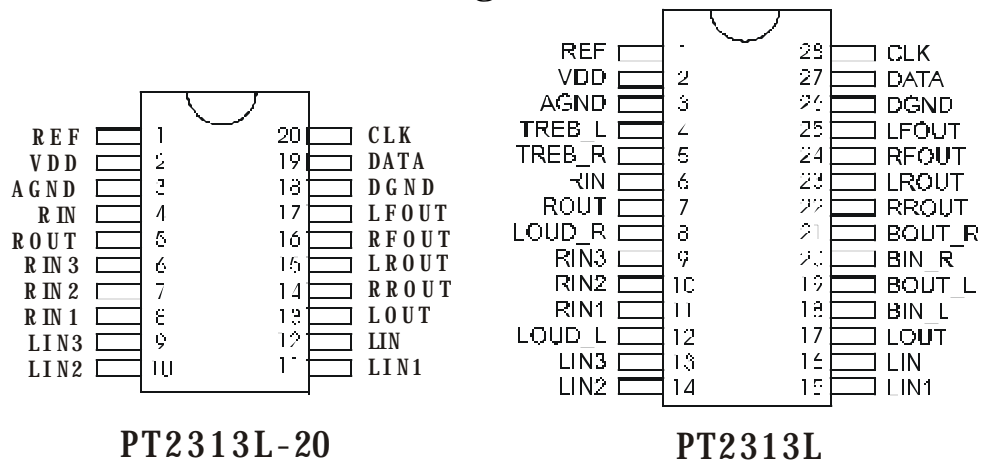 REF 1 28 CLK
VDD 2 27 DATA
AGND 3 26 DGND
TREB_L 4 25 LFOUT
TREB_R 5 24 RFOUT
RIN 6 23 LROUT
ROUT 7 22 RROUT
LOUD_R 8 21 BOUT_R
RIN3 9 20 BIN_R
RIN2 10 19 BOUT_L
RIN1 11 18 BIN_L
LOUD_L 12 17 LOUT
LIN3 13 16 LIN
LIN2 14 15 LIN1
PT2313L
REF 1 20 CLK
VDD 2 19 DATA
AGND 3 18 DGND
RIN 4 17 LFOUT
ROUT 5 16 RFOUT
RIN3 6 15 LROUT
RIN2 7 14 RROUT
RIN1 8 13 LOUT
LIN3 9 12 LIN
LIN2 10 11 LIN1
PT2313L-20